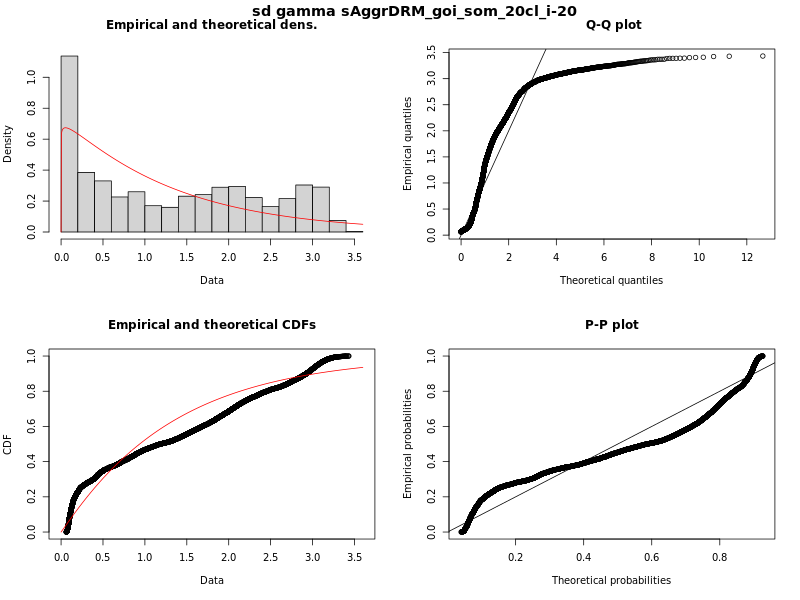 sd gamma sAggrDRM_goi_som_20cl_i-20
Empirical and theoretical dens.
Density
0.0 0.2 0.4 0.6 0.8 1.0
0.0 0.5 1.0 1.5 2.0 2.5 3.0 3.5
Data
Q-Q plot
Empirical quantiles
0.0 0.5 1.0 1.5 2.0 2.5 3.0 3.5
0 2 4 6 8 10 12
Theoretical quantiles
Empirical and theoretical CDFs
CDF
0.0 0.2 0.4 0.6 0.8 1.0
0.0 0.5 1.0 1.5 2.0 2.5 3.0 3.5
Data
P-P plot
Empirical probabilities
0.0 0.2 0.4 0.6 0.8 1.0
0.2 0.4 0.6 0.8
Theoretical probabilities